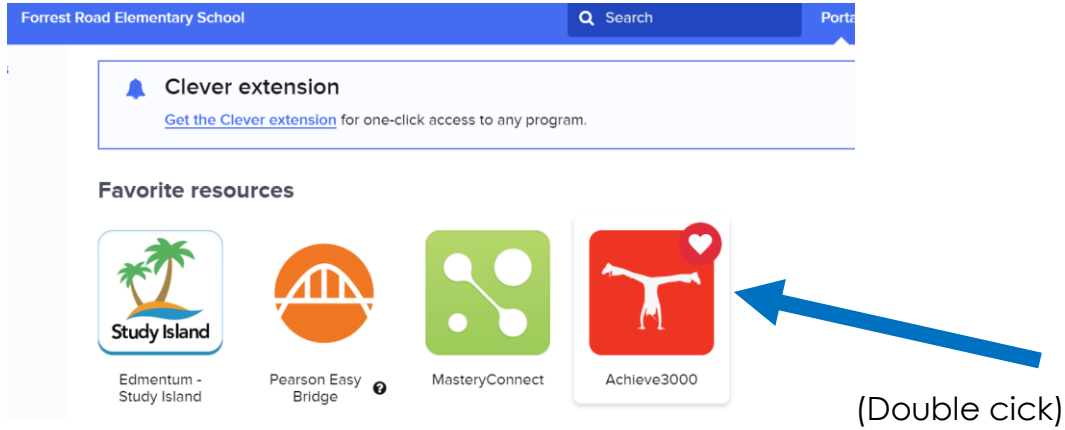 Forrest Road Elementary School
Search
Porta
s
Clever extension
Get the Clever extension for one-click access to any program.
Favorite resources
Study Island
Edmentum -
Study Island
Pearson Easy
Bridge
?
MasteryConnect
Achieve3000
(Double cick)